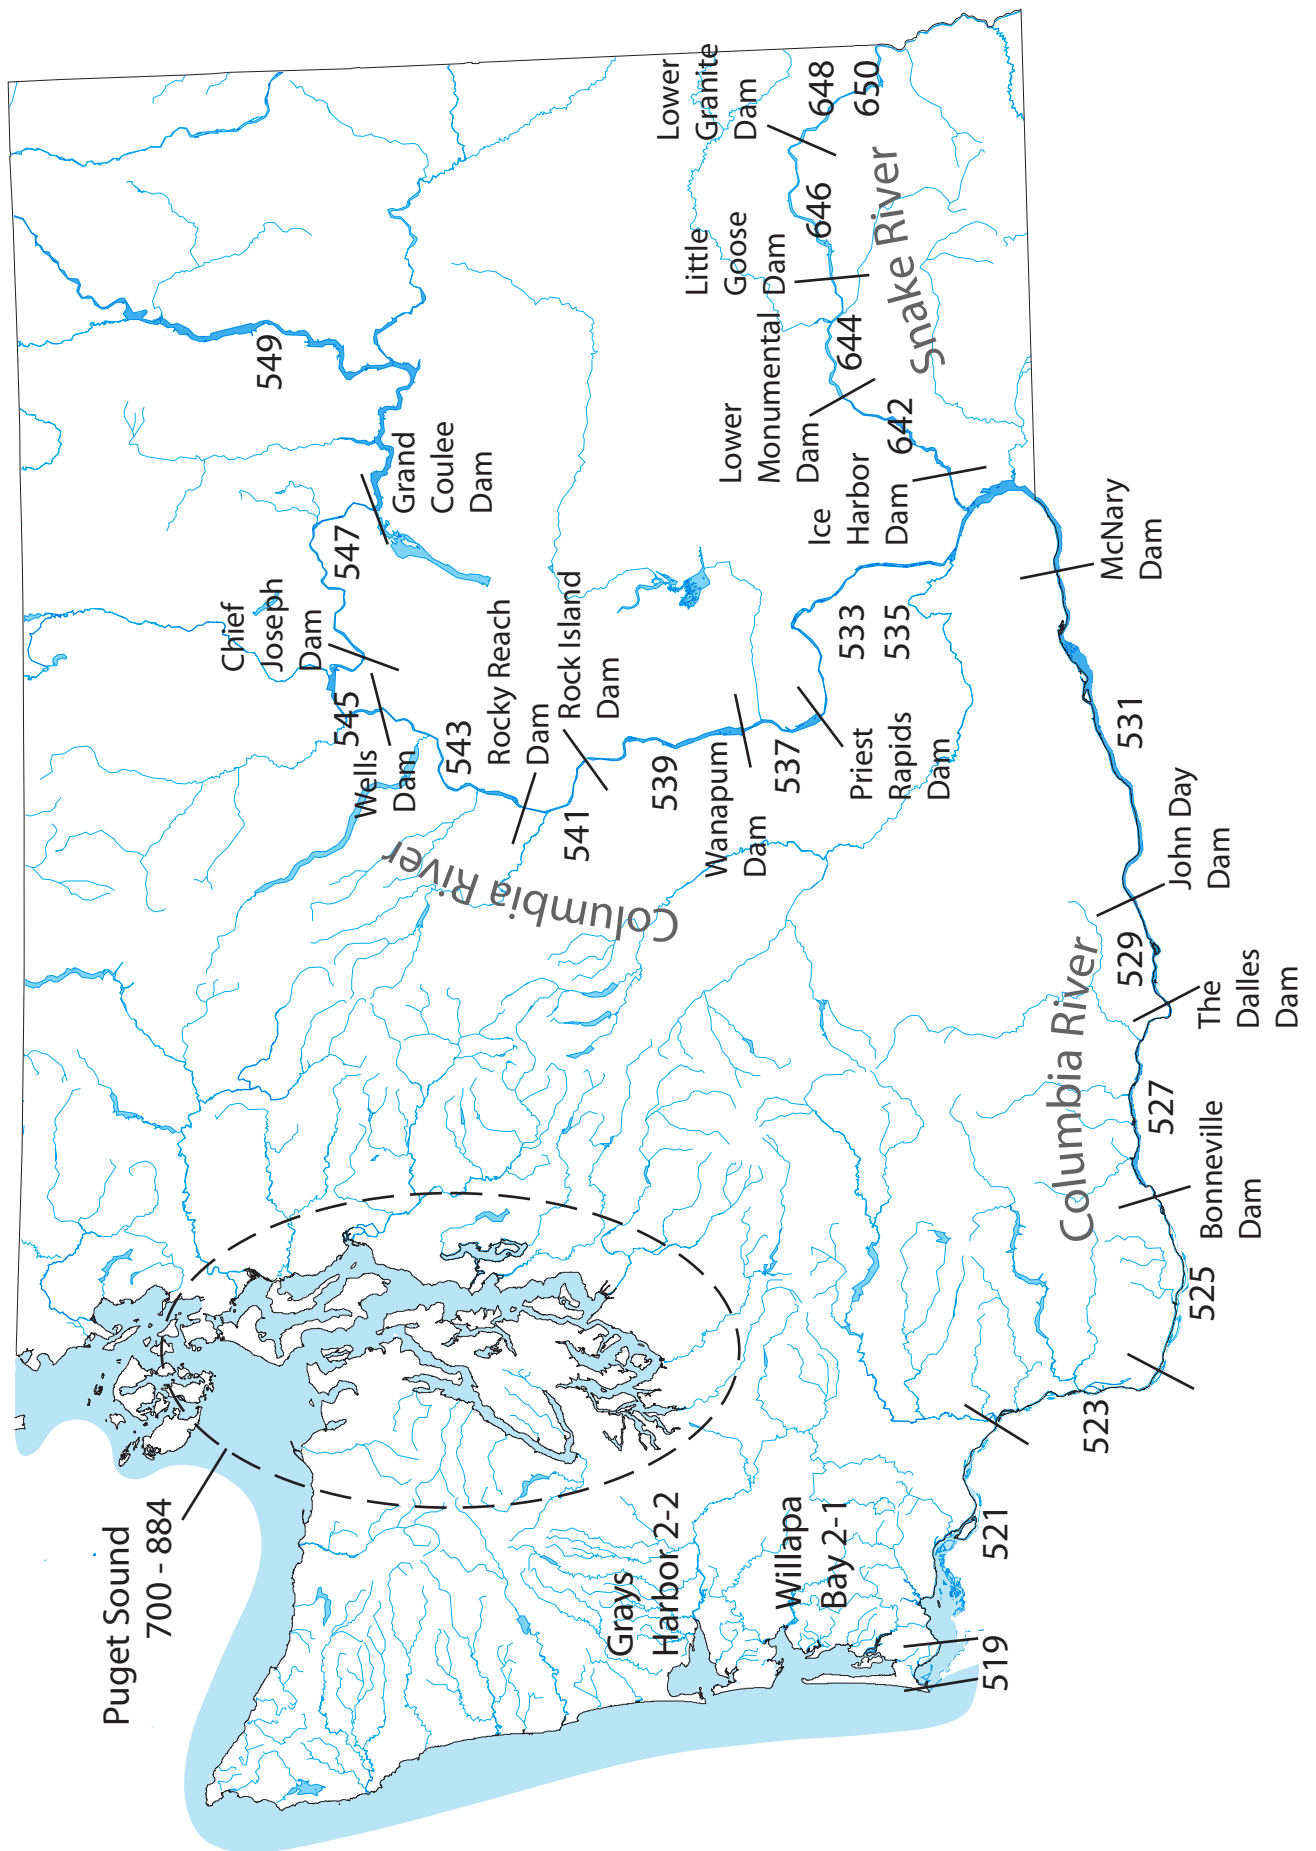 Puget Sound
700 - 884
Grays
Harbor 2-2
Willapa
Bay 2-1
519
521
523
525
Bonneville
Dam
527
The
Dalles
Dam
529
John Day
Dam
531
McNary
Dam
Columbia River
533
535
Priest
Rapids
Dam
537
Wanapum
Dam
539
Rock Island
Dam
541
Rocky Reach
Dam
543
Wells
Dam
545
Chief
Joseph
Dam
547
Grand
Coulee
Dam
549
Columbia River
Ice
Harbor
Dam
642
Lower
Monumental
Dam
644
Little
Goose
Dam
646
Lower
Granite
Dam
648
650
Snake River